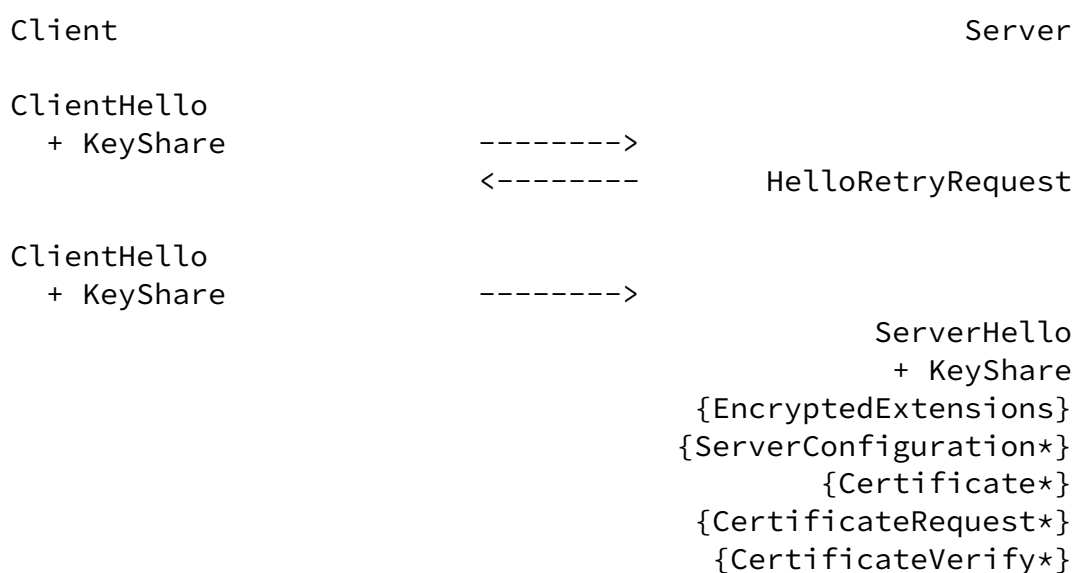 Client                                               Server

ClientHello
  + KeyShare              -------->
                          <--------       HelloRetryRequest

ClientHello
  + KeyShare              -------->
                                                ServerHello
                                                 + KeyShare
                                      {EncryptedExtensions}
                                     {ServerConfiguration*}
                                             {Certificate*}
                                      {CertificateRequest*}
                                       {CertificateVerify*}